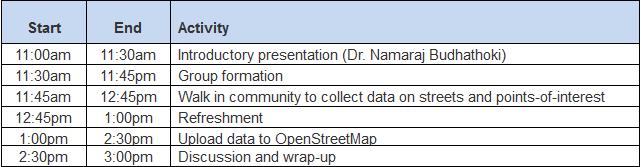 Start End Activity
11:00am 11:30am Introductory presentation (Dr. Namaraj Budhathoki)
11:30am 11:45pm Group formation
11:45am 12:45pm Walk in community to collect data on streets and points-of-interest
12:45pm 1:00pm Refreshment
1:00pm 2:30pm Upload data to OpenStreetMap
2:30pm 3:00pm Discussion and wrap-up